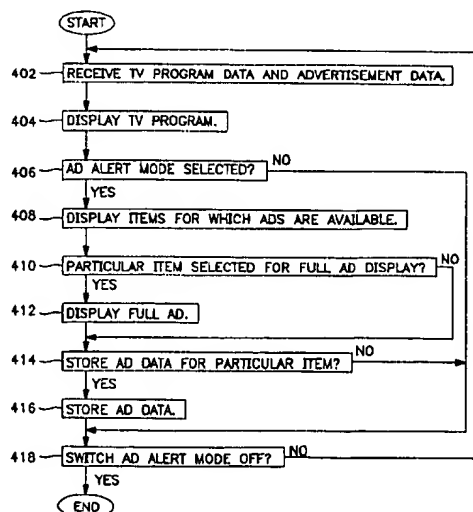 START
402 RECEIVE TV PROGRAM DATA AND ADVERTISEMENT DATA.
404 DISPLAY TV PROGRAM.
406 AD ALERT MODE SELECTED? NO
YES
408 DISPLAY ITEMS FOR WHICH ADS ARE AVAILABLE.
410 PARTICULAR ITEM SELECTED FOR FULL AD DISPLAY? NO
YES
412 DISPLAY FULL AD.
414 STORE AD DATA FOR PARTICULAR ITEM? NO
YES
416 STORE AD DATA.
418 SWITCH AD ALERT MODE OFF? NO
YES
END